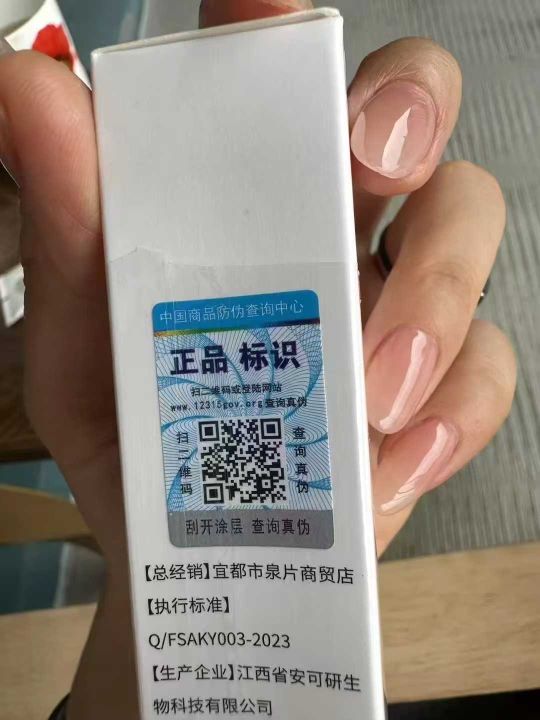 中国商品防伪查询中心
正品 标识
扫二维码或登陆网站
www.12315gov.org查询真伪
扫二维码
查询真伪
刮开涂层 查询真伪
【总经销】宜都市泉片商贸店
【执行标准】
Q/FSAKY003-2023
【生产企业】江西省安可研生
物科技有限公司